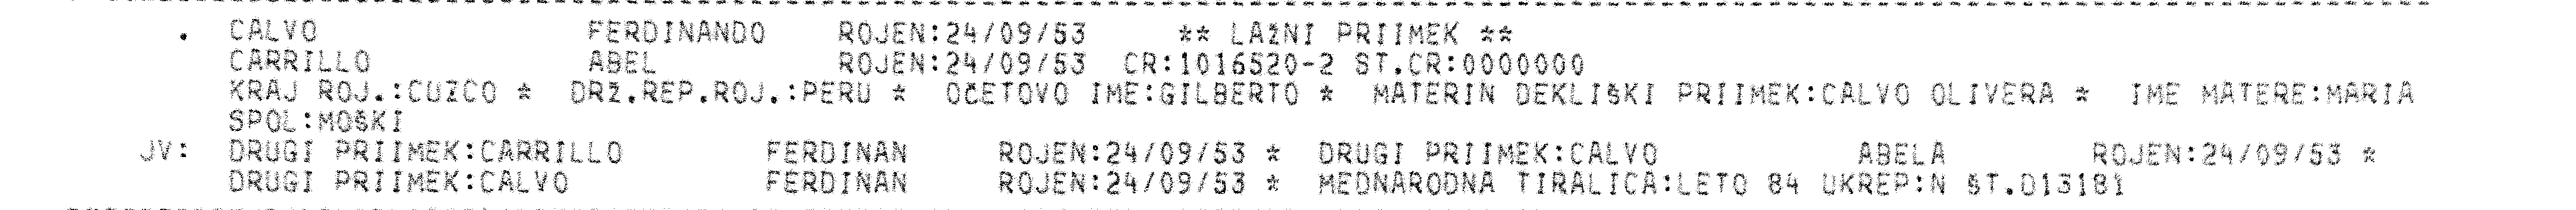 . CALVO FERDINANDO ROJEN:24/09/53 ** LAŽNI PRIIMEK **
CARRILLO ABEL ROJEN:24/09/53 CR:1016520-2 ST.CR:0000000
KRAJ ROJ.:CUZCO * DRŽ.REP.ROJ.:PERU * OČETOVO IME:GILBERTO * MATERIN DEKLIŠKI PRIIMEK:CALVO OLIVERA * IME MATERE:MARIA
SPOL:MOŠKI
JV: DRUGI PRIIMEK:CARRILLO FERDINAN ROJEN:24/09/53 * DRUGI PRIIMEK:CALVO ABELA ROJEN:24/09/53 *
DRUGI PRIIMEK:CALVO FERDINAN ROJEN:24/09/53 * MEDNARODNA TIRALICA:LETO 84 UKREP:N ŠT.D13181